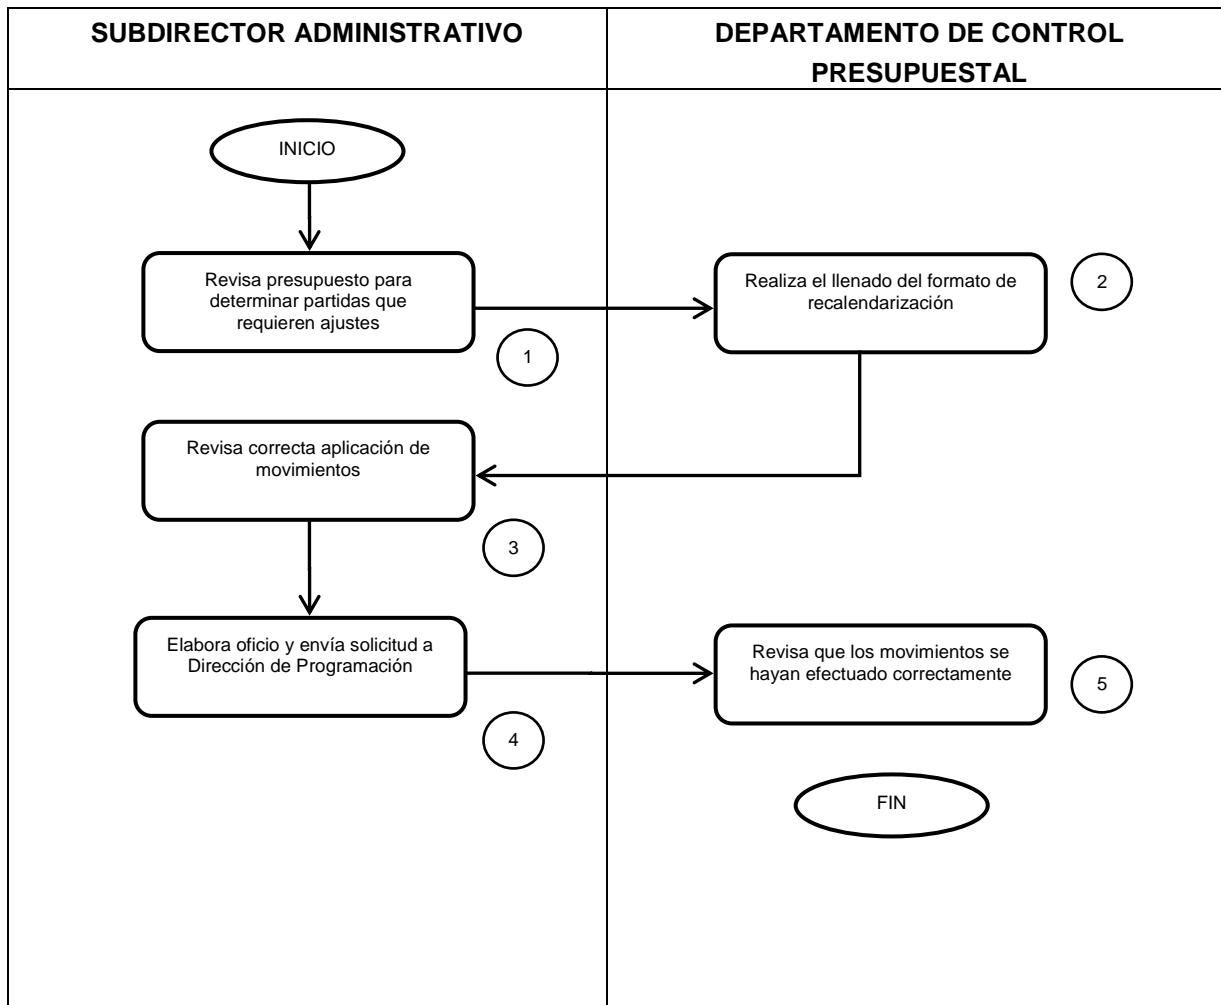 SUBDIRECTOR ADMINISTRATIVO
DEPARTAMENTO DE CONTROL
PRESUPUESTAL
INICIO
Revisa presupuesto para
determinar partidas que
requieren ajustes
1
Realiza el llenado del formato de
recalendarización
2
Revisa correcta aplicación de
movimientos
3
Elabora oficio y envía solicitud a
Dirección de Programación
4
Revisa que los movimientos se
hayan efectuado correctamente
5
FIN